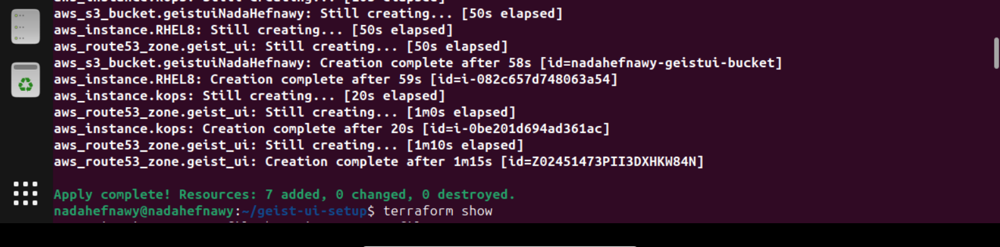 aws_s3_bucket.geistuiNadaHefnawy: Still creating... [50s elapsed]
aws_instance.RHEL8: Still creating... [50s elapsed]
aws_route53_zone.geist_ui: Still creating... [50s elapsed]
aws_s3_bucket.geistuiNadaHefnawy: Creation complete after 58s [id=nadahefnawy-geistui-bucket]
aws_instance.RHEL8: Creation complete after 59s [id=i-082c657d748063a54]
aws_instance.kops: Still creating... [20s elapsed]
aws_route53_zone.geist_ui: Still creating... [1m0s elapsed]
aws_instance.kops: Creation complete after 20s [id=i-0be201d694ad361ac]
aws_route53_zone.geist_ui: Still creating... [1m10s elapsed]
aws_route53_zone.geist_ui: Creation complete after 1m15s [id=Z02451473PII3DXHKW84N]
Apply complete! Resources: 7 added, 0 changed, 0 destroyed.
nadahefnawy@nadahefnawy:~/geist-ui-setup$ terraform show